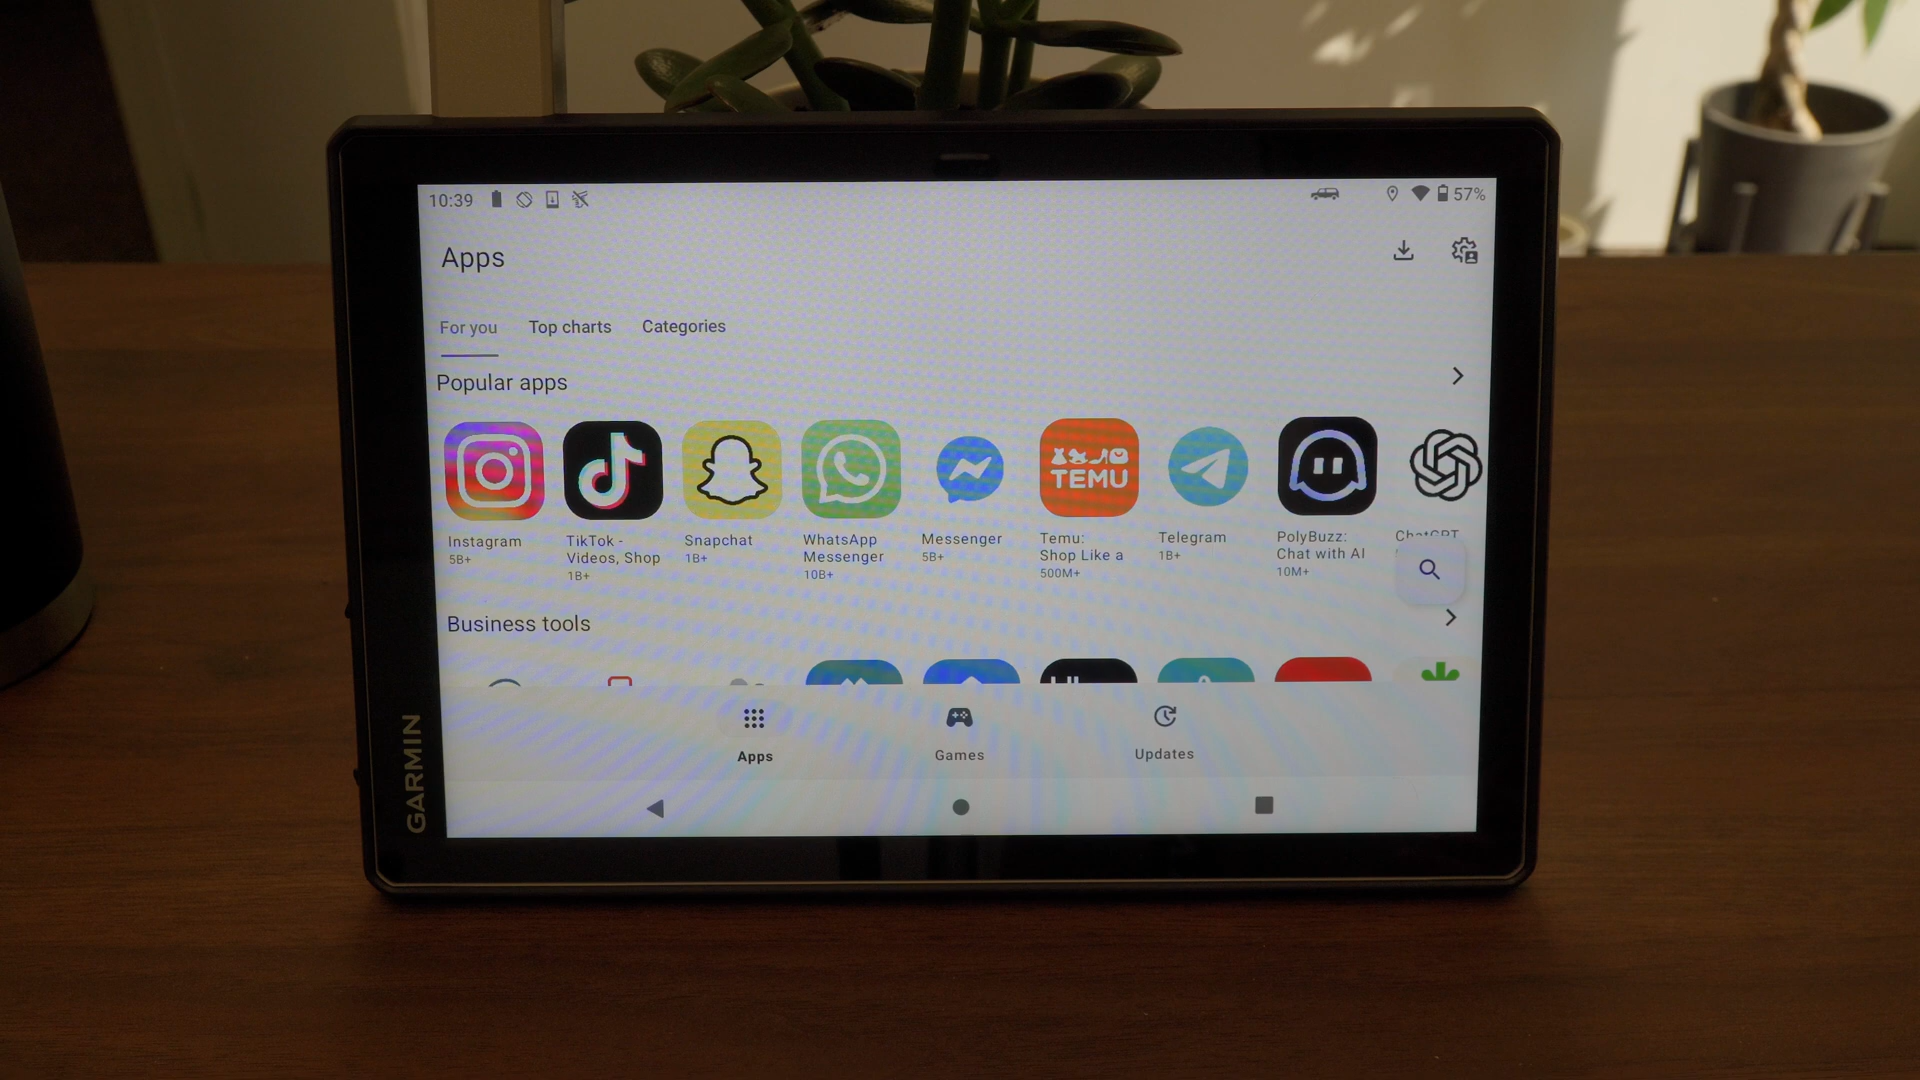 10:39
57%
Apps
For you Top charts Categories
Popular apps
TEMU
Instagram
5B+
TikTok -
Videos, Shop
1B+
Snapchat
1B+
WhatsApp
Messenger
10B+
Messenger
5B+
Temu:
Shop Like a
500M+
Telegram
1B+
PolyBuzz:
Chat with AI
10M+
ChatGPT
Business tools
Apps
Games
Updates
GARMIN